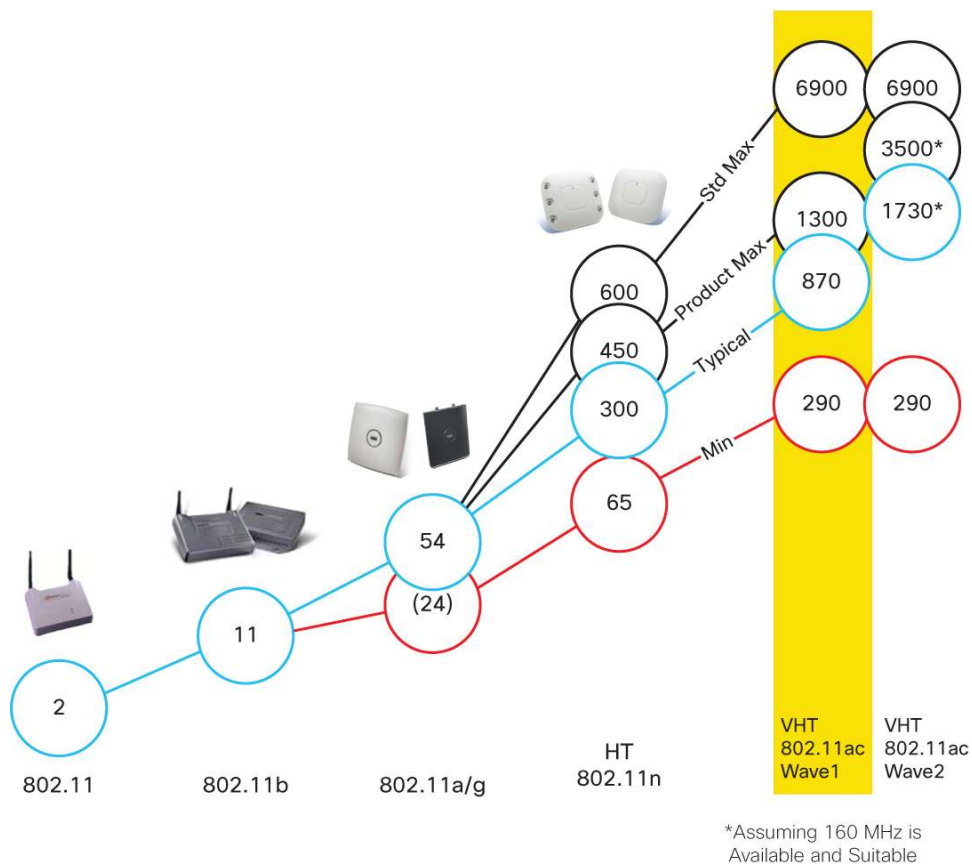 6900
6900
3500*
Std Max
1300
1730*
Product Max
600
870
450
Typical
300
290
290
Min
65
54
(24)
11
2
VHT
802.11ac
Wave1
VHT
802.11ac
Wave2
HT
802.11n
802.11
802.11b
802.11a/g
*Assuming 160 MHz is
Available and Suitable